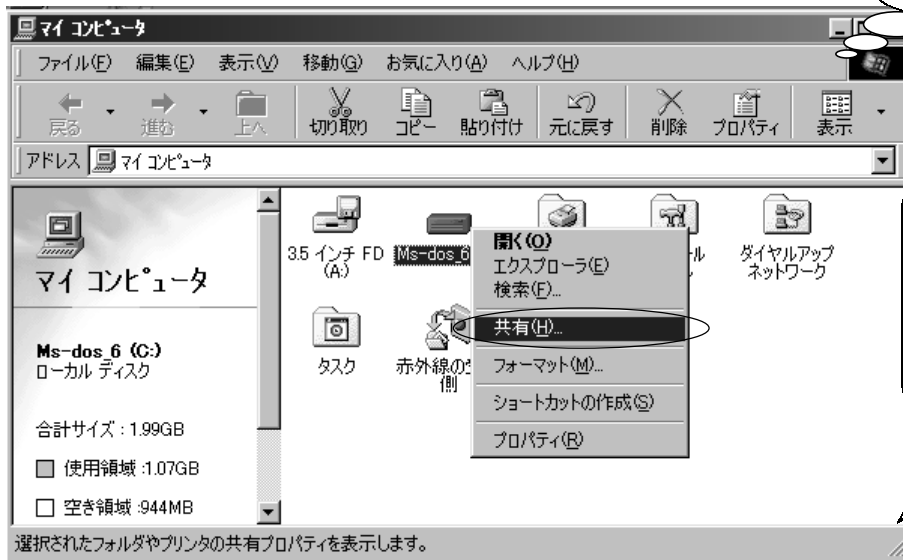 マイ コンピュータ
ファイル(F) 編集(E) 表示(V) 移動(G) お気に入り(A) ヘルプ(H)
戻る 進む 上へ 切り取り コピー 貼り付け 元に戻す 削除 プロパティ 表示
アドレス マイ コンピュータ
マイ コンピュータ
Ms-dos_6 (C:)
ローカル ディスク
合計サイズ : 1.99GB
使用領域 :1.07GB
空き領域 :944MB
3.5 インチ FD
(A:)
Ms-dos_6
ダイヤルアップ
ネットワーク
タスク
赤外線の
側
開く(O)
エクスプローラ(E)
検索(F)...
共有(H)...
フォーマット(M)...
ショートカットの作成(S)
プロパティ(R)
選択されたフォルダやプリンタの共有プロパティを表示します。